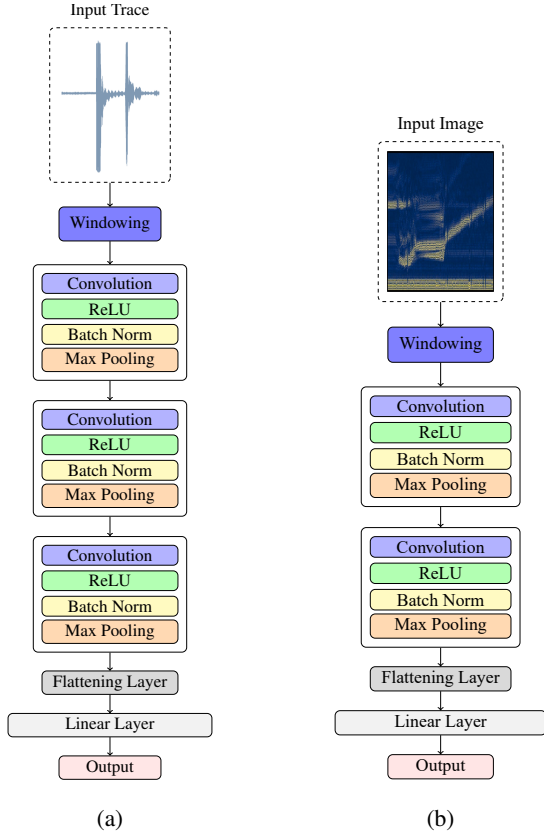 Input Trace
Windowing
Convolution
ReLU
Batch Norm
Max Pooling
Convolution
ReLU
Batch Norm
Max Pooling
Convolution
ReLU
Batch Norm
Max Pooling
Flattening Layer
Linear Layer
Output
(a)
Input Image
Windowing
Convolution
ReLU
Batch Norm
Max Pooling
Convolution
ReLU
Batch Norm
Max Pooling
Flattening Layer
Linear Layer
Output
(b)